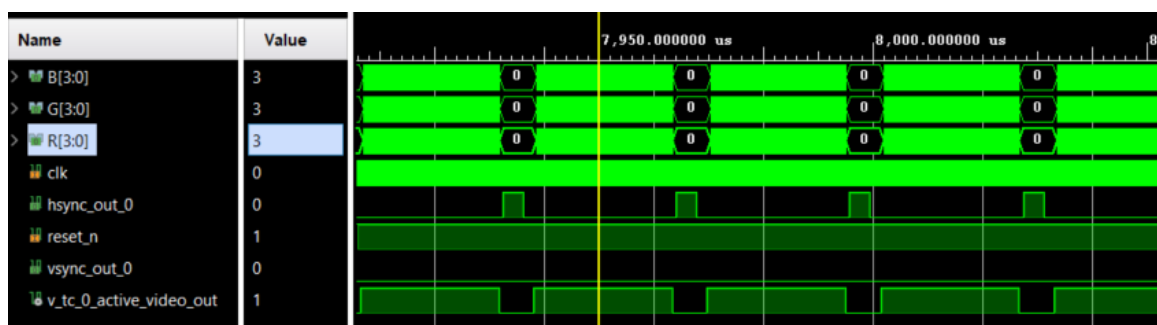 Name Value 7,950.000000 us 8,000.000000 us 8
B[3:0] 3 0 0 0 0
G[3:0] 3 0 0 0 0
R[3:0] 3 0 0 0 0
clk 0
hsync_out_0 0
reset_n 1
vsync_out_0 0
v_tc_0_active_video_out 1